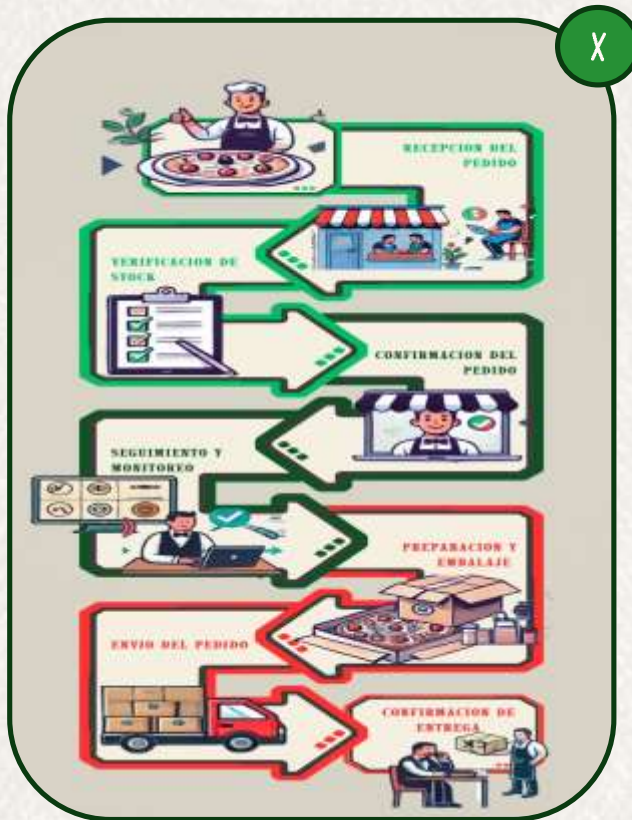 X
RECEPCION DEL
PEDIDO
VERIFICACION DE
STOCK
CONFIRMACION DEL
PEDIDO
SEGUIMIENTO Y
MONITOREO
PREPARACION Y
EMBALAJE
ENVIO DEL PEDIDO
CONFIRMACION DE
ENTREGA